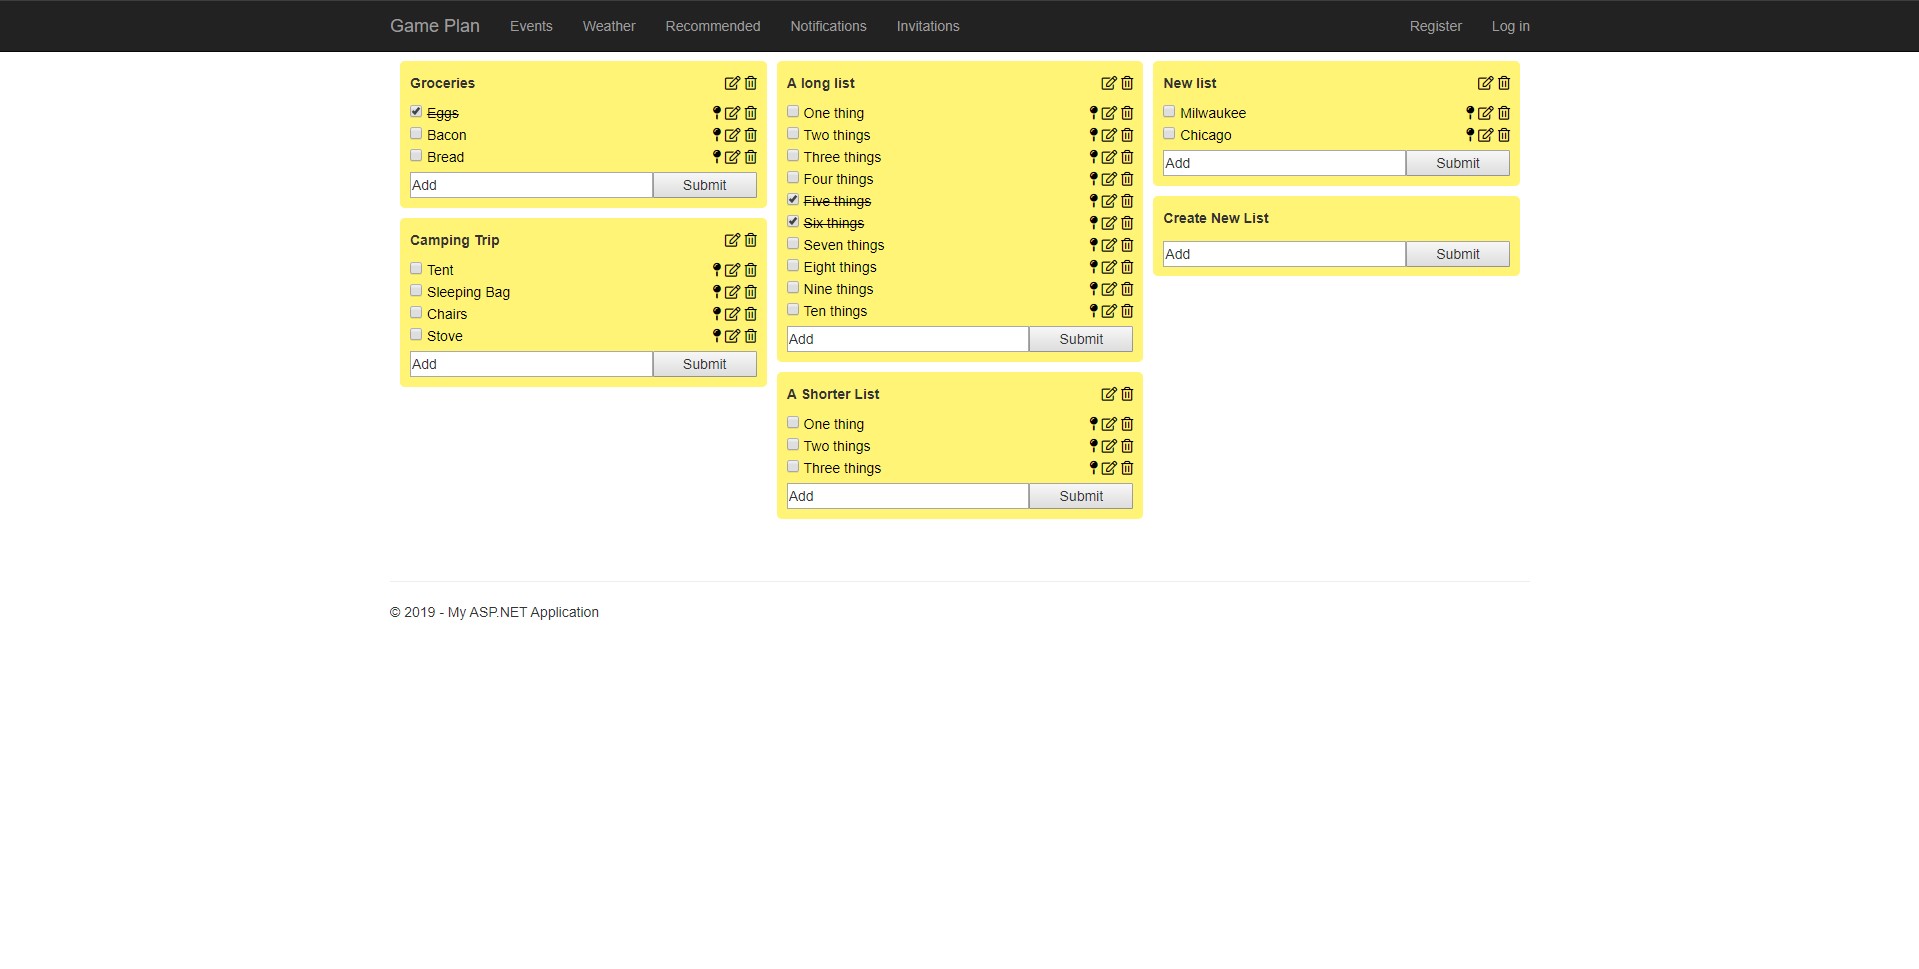 Game Plan Events Weather Recommended Notifications Invitations Register Log in
Groceries
Eggs
Bacon
Bread
Add Submit
Camping Trip
Tent
Sleeping Bag
Chairs
Stove
Add Submit
A long list
One thing
Two things
Three things
Four things
Five things
Six things
Seven things
Eight things
Nine things
Ten things
Add Submit
A Shorter List
One thing
Two things
Three things
Add Submit
New list
Milwaukee
Chicago
Add Submit
Create New List
Add Submit
© 2019 - My ASP.NET Application